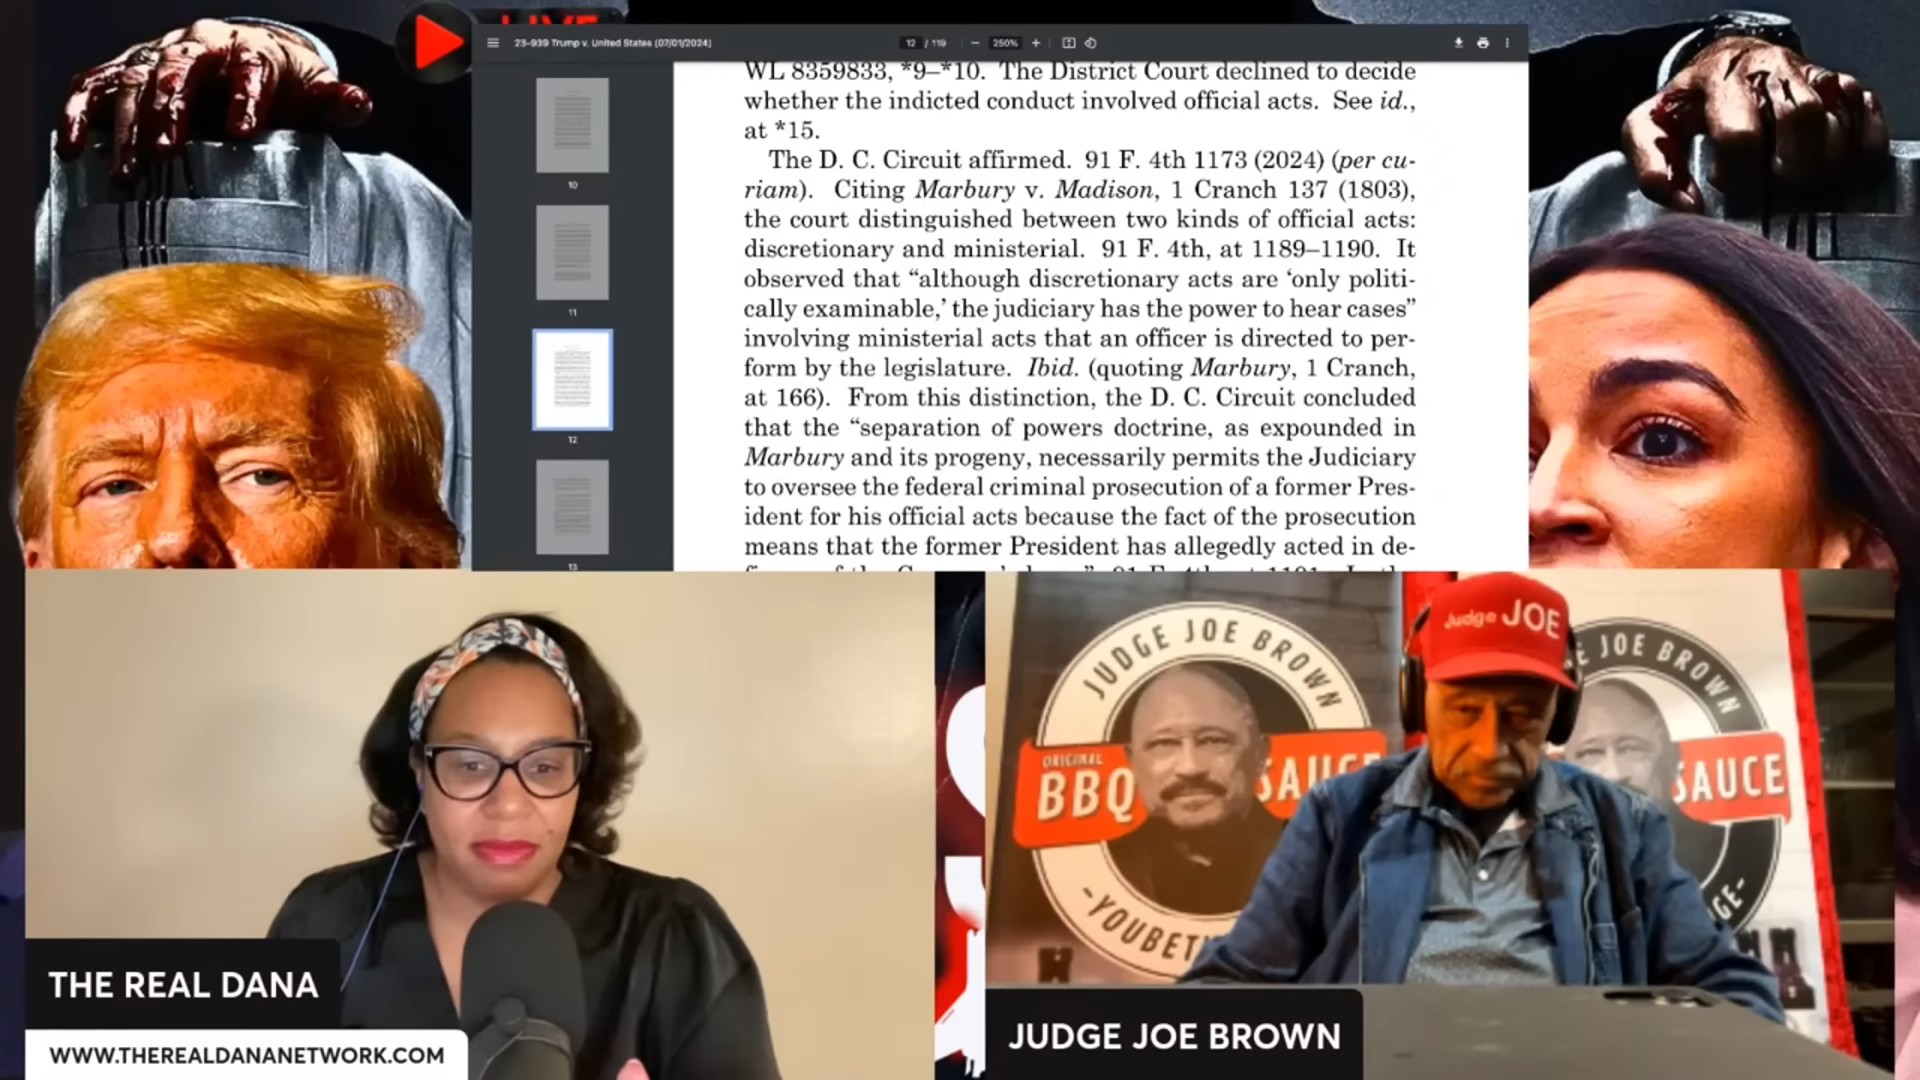 LIVE
23-939 Trump v. United States (07/01/2024)
12 / 119
250%
10
11
12
13
WL 8359833, *9–*10. The District Court declined to decide
whether the indicted conduct involved official acts. See id.,
at *15.
The D. C. Circuit affirmed. 91 F. 4th 1173 (2024) (per cu-
riam). Citing Marbury v. Madison, 1 Cranch 137 (1803),
the court distinguished between two kinds of official acts:
discretionary and ministerial. 91 F. 4th, at 1189–1190. It
observed that “although discretionary acts are ‘only politi-
cally examinable,’ the judiciary has the power to hear cases”
involving ministerial acts that an officer is directed to per-
form by the legislature. Ibid. (quoting Marbury, 1 Cranch,
at 166). From this distinction, the D. C. Circuit concluded
that the “separation of powers doctrine, as expounded in
Marbury and its progeny, necessarily permits the Judiciary
to oversee the federal criminal prosecution of a former Pres-
ident for his official acts because the fact of the prosecution
means that the former President has allegedly acted in de-
Judge JOE
JUDGE JOE BROWN
ORIGINAL
BBQ SAUCE
-YOUBET
JOE BROWN
SAUCE
GE-
THE REAL DANA
WWW.THEREALDANANETWORK.COM
JUDGE JOE BROWN